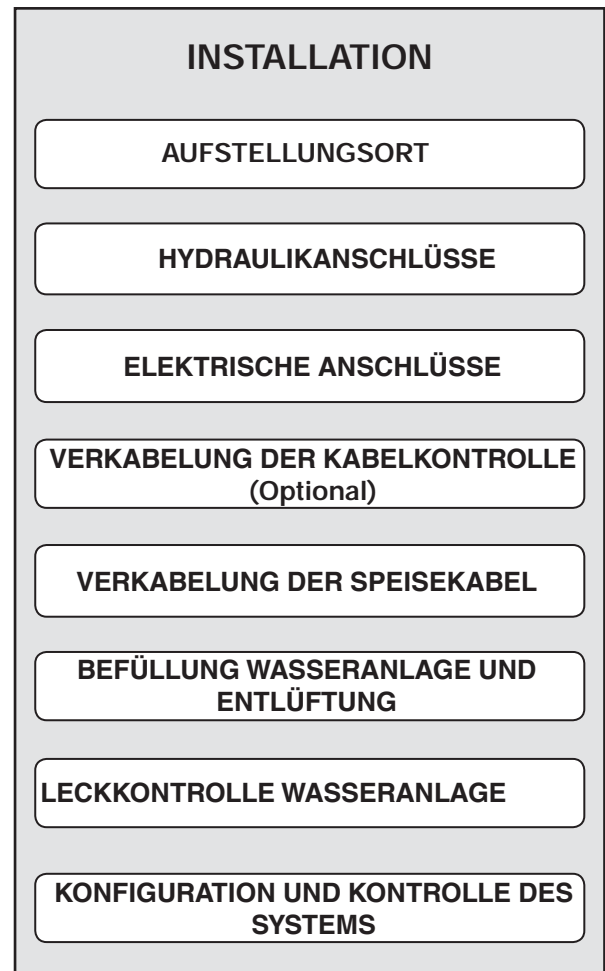 INSTALLATION
AUFSTELLUNGSORT
HYDRAULIKANSCHLÜSSE
ELEKTRISCHE ANSCHLÜSSE
VERKABELUNG DER KABELKONTROLLE
(Optional)
VERKABELUNG DER SPEISEKABEL
BEFÜLLUNG WASSERANLAGE UND
ENTLÜFTUNG
LECKKONTROLLE WASSERANLAGE
KONFIGURATION UND KONTROLLE DES
SYSTEMS